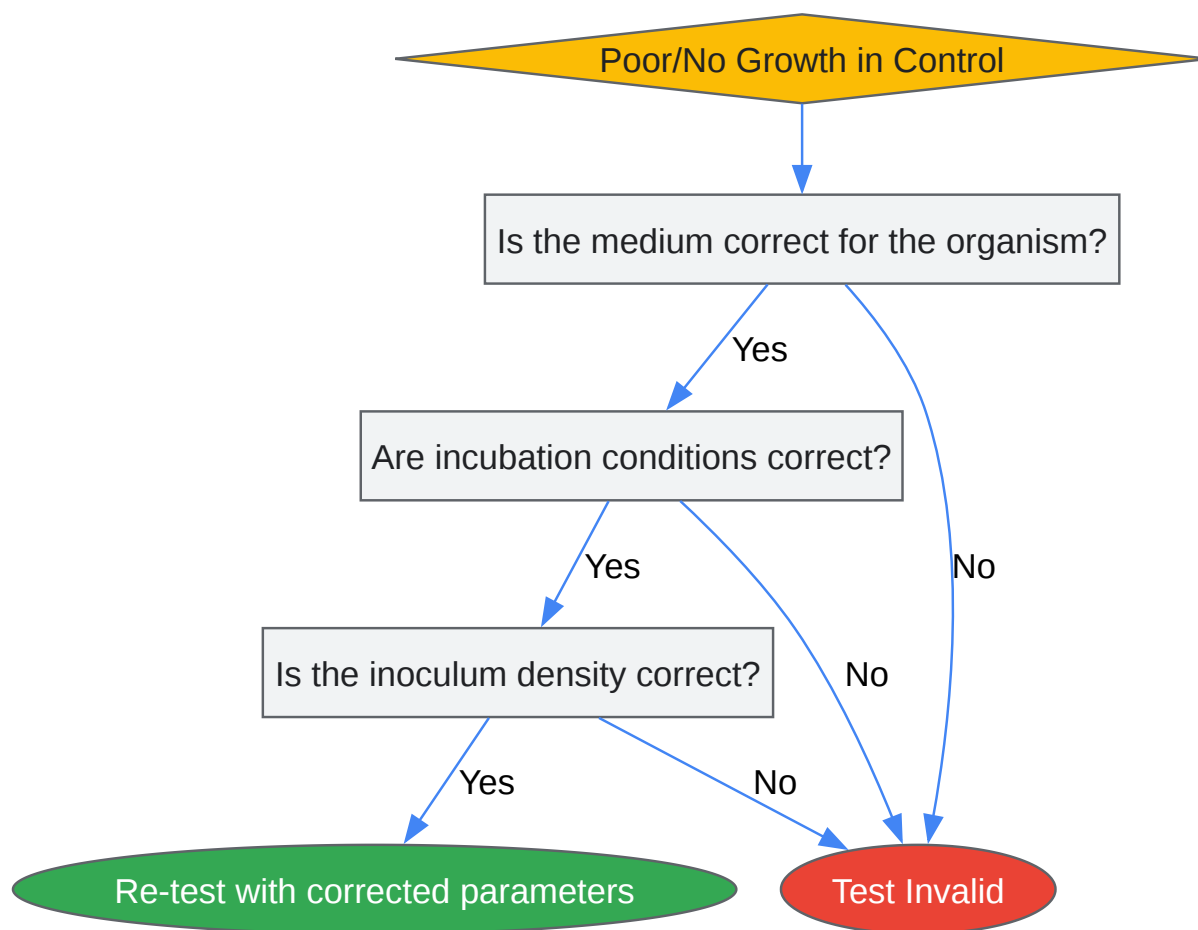 Poor/No Growth in Control
Is the medium correct for the organism?
Yes
Are incubation conditions correct?
Yes
No
Is the inoculum density correct?
No
Yes
No
Re-test with corrected parameters
Test Invalid